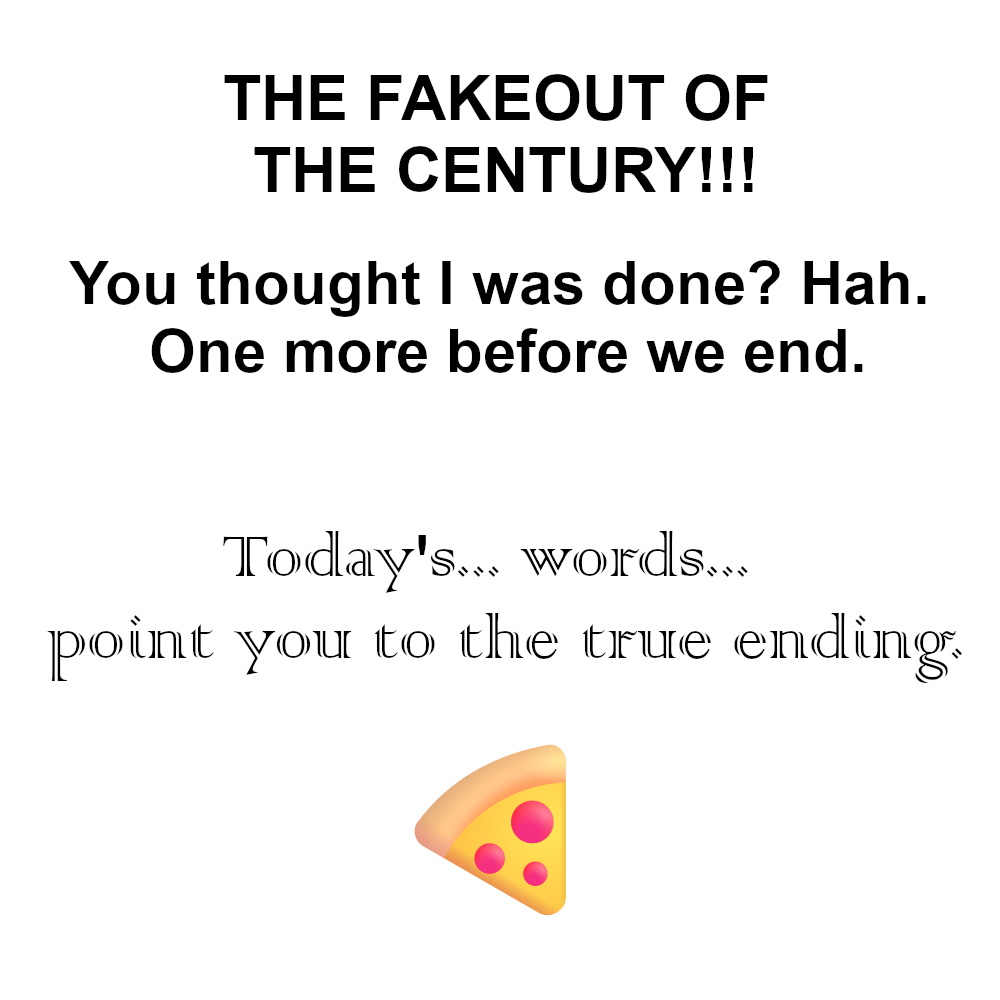 THE FAKEOUT OF
THE CENTURY!!!
You thought I was done? Hah.
One more before we end.
Today's... words...
point you to the true ending.